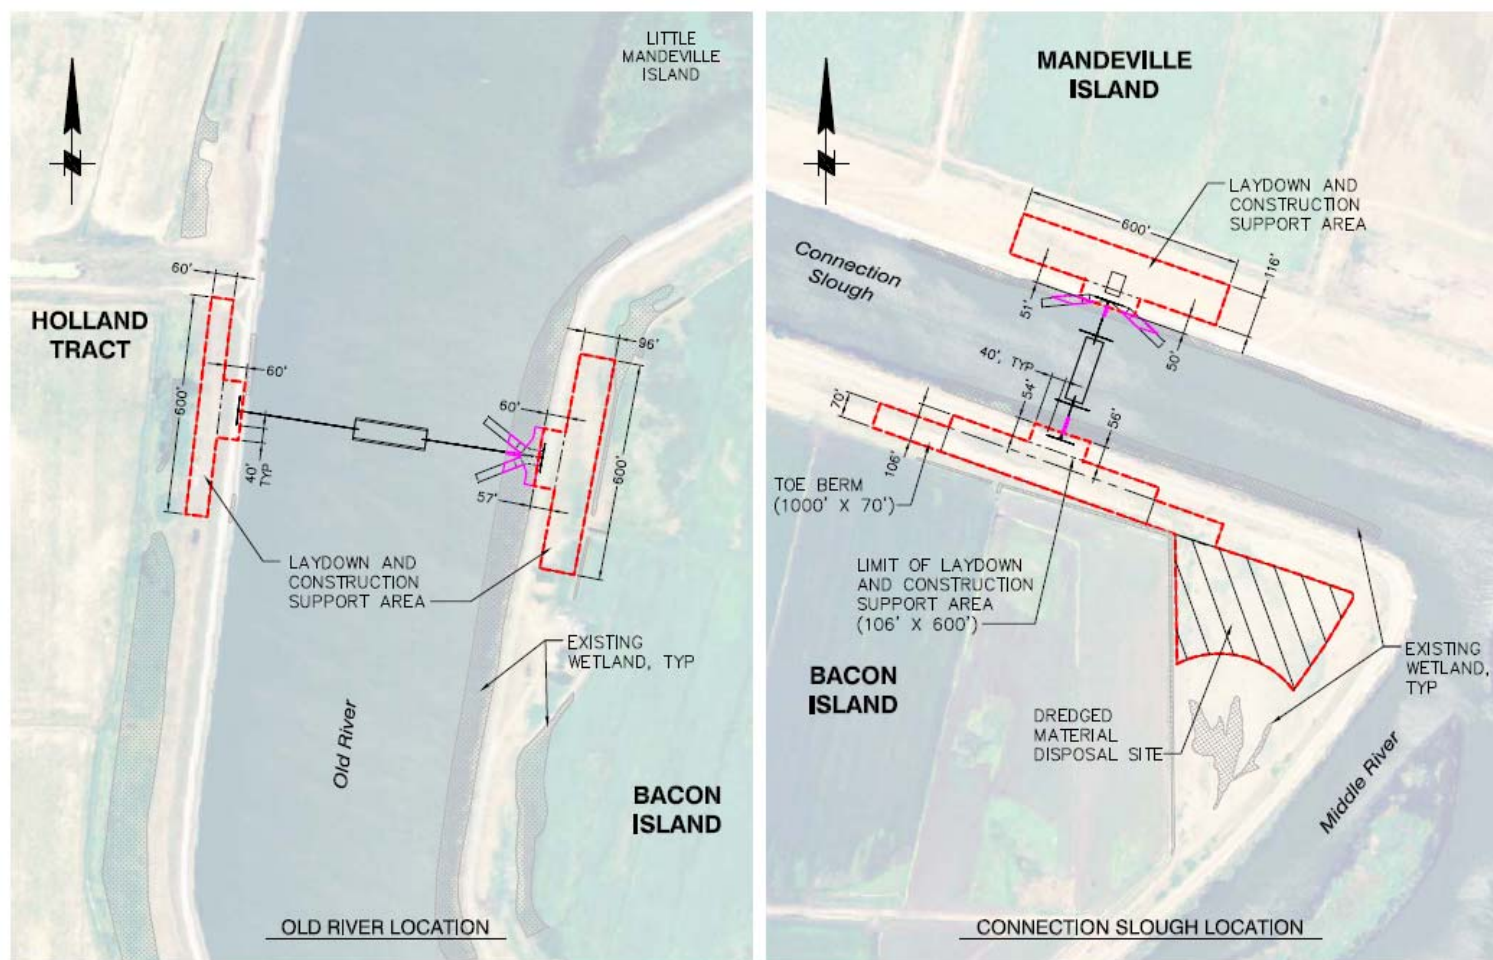 LITTLE
MANDEVILLE
ISLAND
60'
HOLLAND
TRACT
96'
60'
600'
60'
600'
40'
TYP
57'
LAYDOWN AND
CONSTRUCTION
SUPPORT AREA
EXISTING
WETLAND, TYP
Old River
BACON
ISLAND
OLD RIVER LOCATION
MANDEVILLE
ISLAND
LAYDOWN AND
CONSTRUCTION
SUPPORT AREA
600'
Connection
Slough
116'
51'
50'
40', TYP
54'
56'
70'
106'
TOE BERM
(1000' X 70')
LIMIT OF LAYDOWN
AND CONSTRUCTION
SUPPORT AREA
(106' X 600')
EXISTING
WETLAND,
TYP
BACON
ISLAND
DREDGED
MATERIAL
DISPOSAL SITE
Middle River
CONNECTION SLOUGH LOCATION